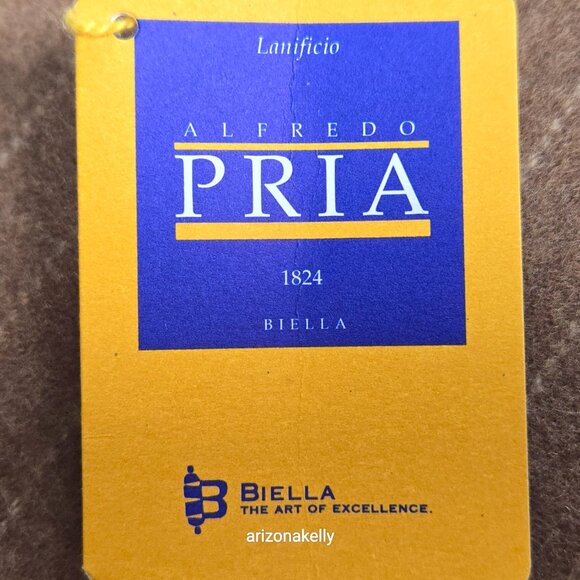 Lanificio
ALFREDO
PRIA
1824
BIELLA
BIELLA
THE ART OF EXCELLENCE.
arizonakelly